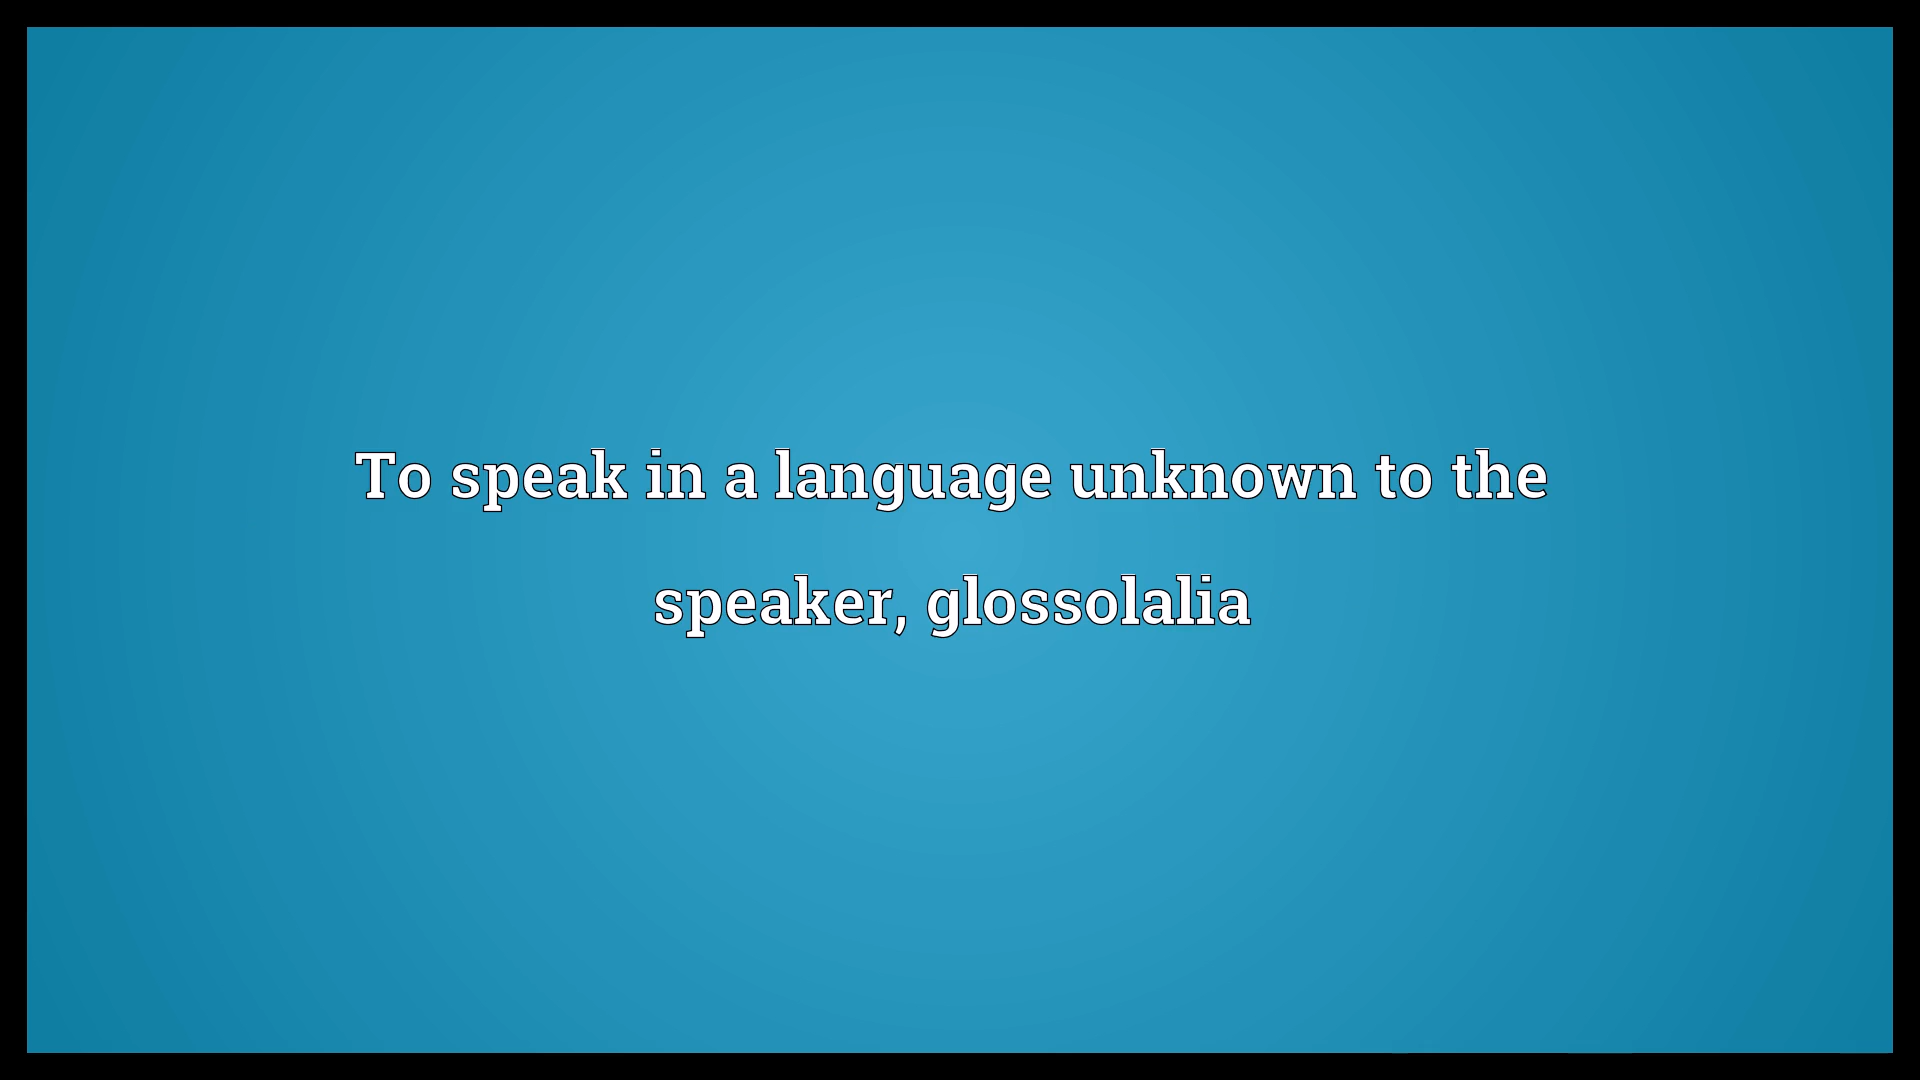 To speak in a language unknown to the
speaker, glossolalia